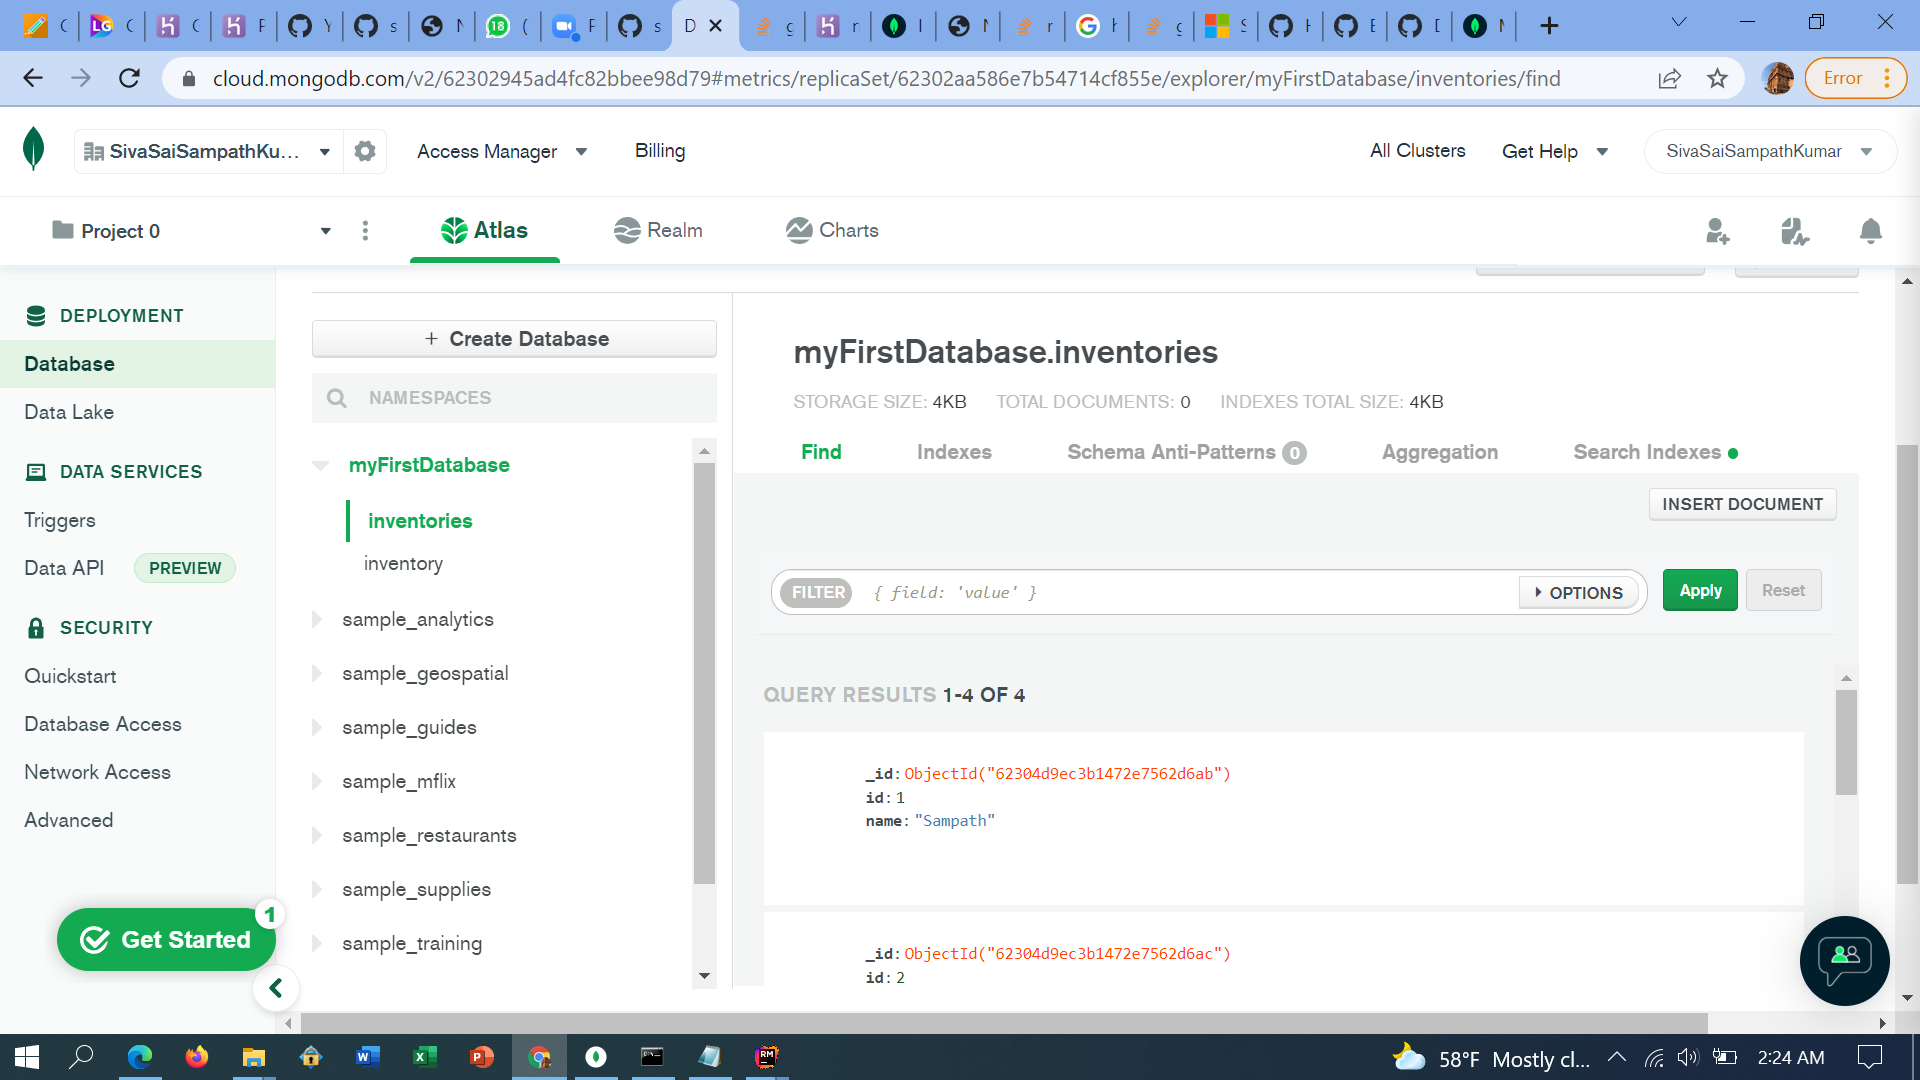 C
C
C
F
Y
s
N
(
F
s
D
g
n
I
N
r
h
g
S
H
E
D
M
cloud.mongodb.com/v2/62302945ad4fc82bbee98d79#metrics/replicaSet/62302aa586e7b54714cf855e/explorer/myFirstDatabase/inventories/find
Error
SivaSaiSampathKu...
Access Manager
Billing
All Clusters
Get Help
SivaSaiSampathKumar
Project 0
Atlas
Realm
Charts
DEPLOYMENT
Database
Data Lake
DATA SERVICES
Triggers
Data API PREVIEW
SECURITY
Quickstart
Database Access
Network Access
Advanced
Get Started
1
+ Create Database
NAMESPACES
myFirstDatabase
inventories
inventory
sample_analytics
sample_geospatial
sample_guides
sample_mflix
sample_restaurants
sample_supplies
sample_training
myFirstDatabase.inventories
STORAGE SIZE: 4KB TOTAL DOCUMENTS: 0 INDEXES TOTAL SIZE: 4KB
Find Indexes Schema Anti-Patterns 0 Aggregation Search Indexes
INSERT DOCUMENT
FILTER { field: 'value' } OPTIONS Apply Reset
QUERY RESULTS 1-4 OF 4
_id: ObjectId("62304d9ec3b1472e7562d6ab")
id: 1
name: "Sampath"
_id: ObjectId("62304d9ec3b1472e7562d6ac")
id: 2
58°F Mostly cl... 2:24 AM